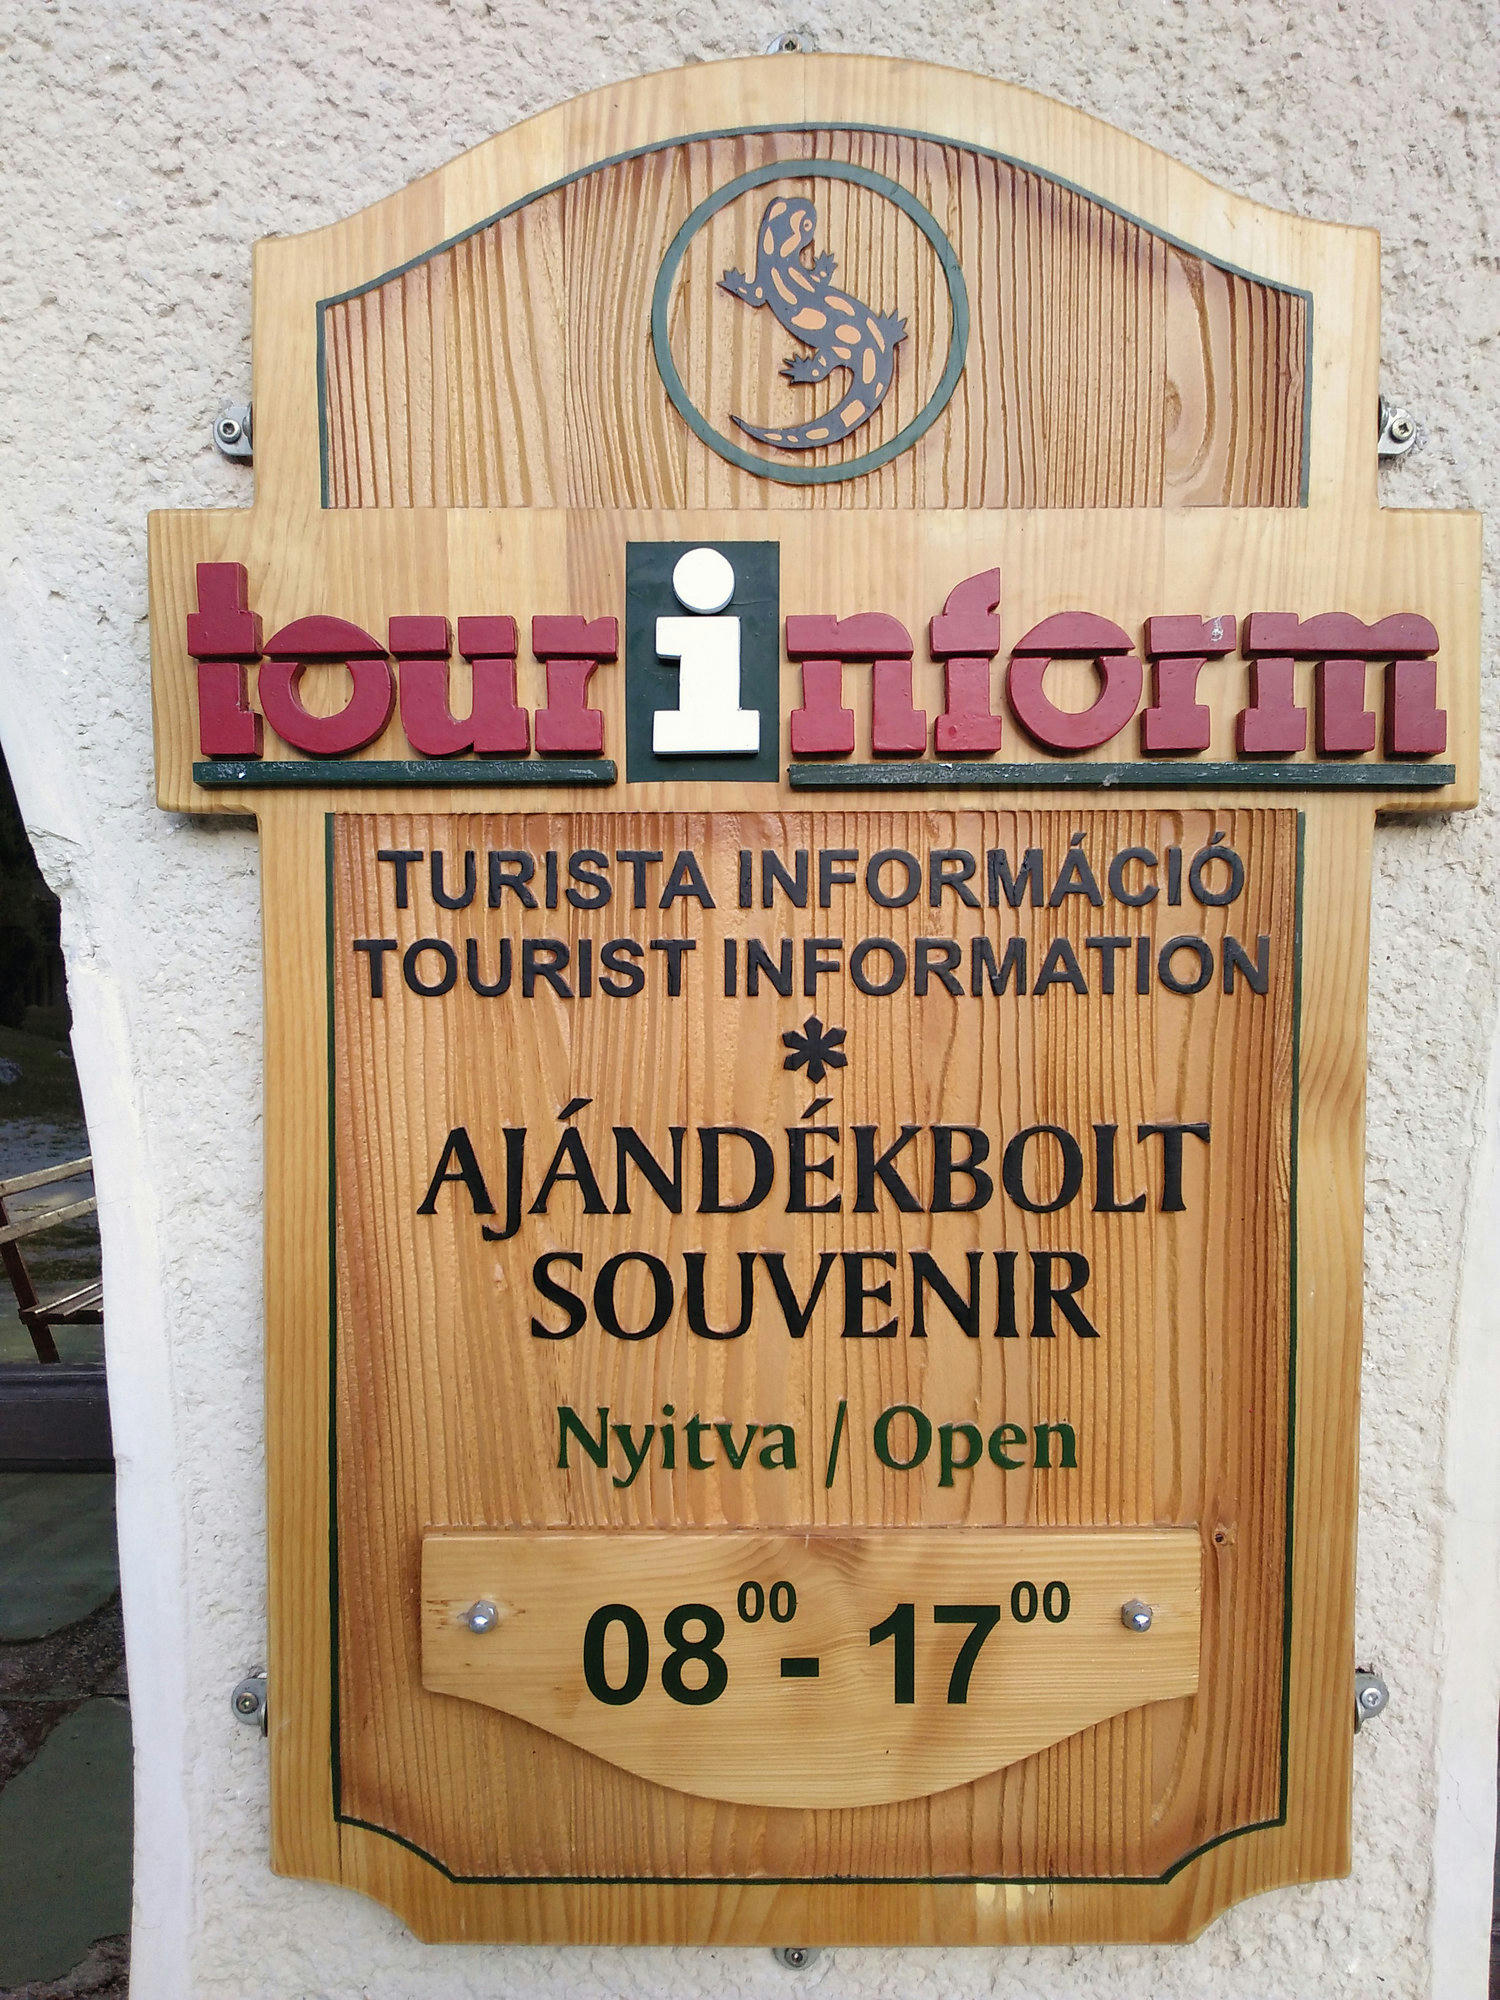 tourinform
TURISTA INFORMÁCIÓ
TOURIST INFORMATION
*
AJÁNDÉKBOLT
SOUVENIR
Nyitva / Open
08⁰⁰ - 17⁰⁰